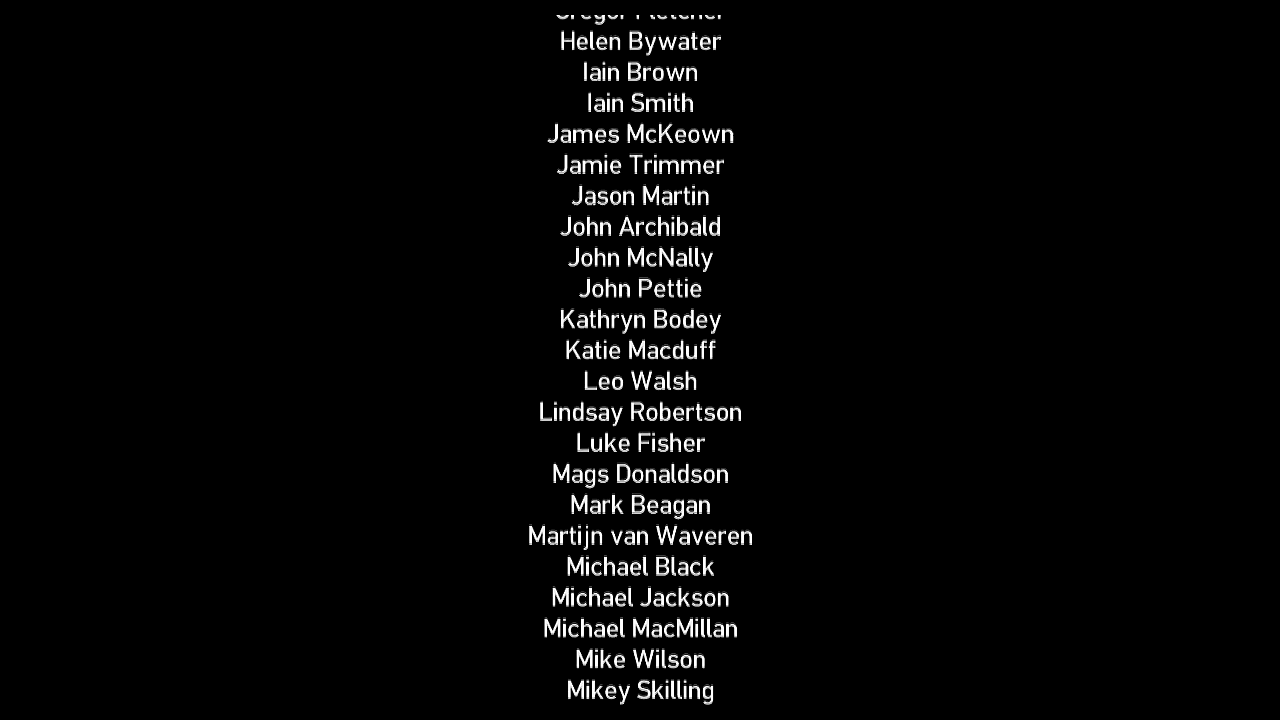 Gregor Fletcher
Helen Bywater
Iain Brown
Iain Smith
James McKeown
Jamie Trimmer
Jason Martin
John Archibald
John McNally
John Pettie
Kathryn Bodey
Katie Macduff
Leo Walsh
Lindsay Robertson
Luke Fisher
Mags Donaldson
Mark Beagan
Martijn van Waveren
Michael Black
Michael Jackson
Michael MacMillan
Mike Wilson
Mikey Skilling